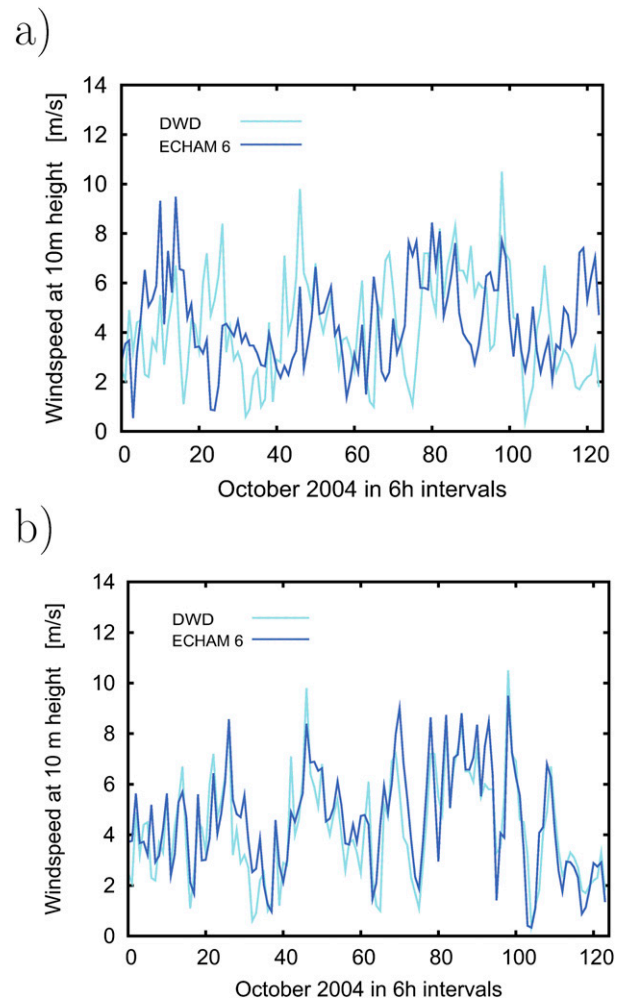 a)
14
12
10
8
6
4
2
0
Windspeed at 10m height [m/s]
DWD
ECHAM 6
0 20 40 60 80 100 120
October 2004 in 6h intervals
b)
14
12
10
8
6
4
2
0
Windspeed at 10 m height [m/s]
DWD
ECHAM 6
0 20 40 60 80 100 120
October 2004 in 6h intervals